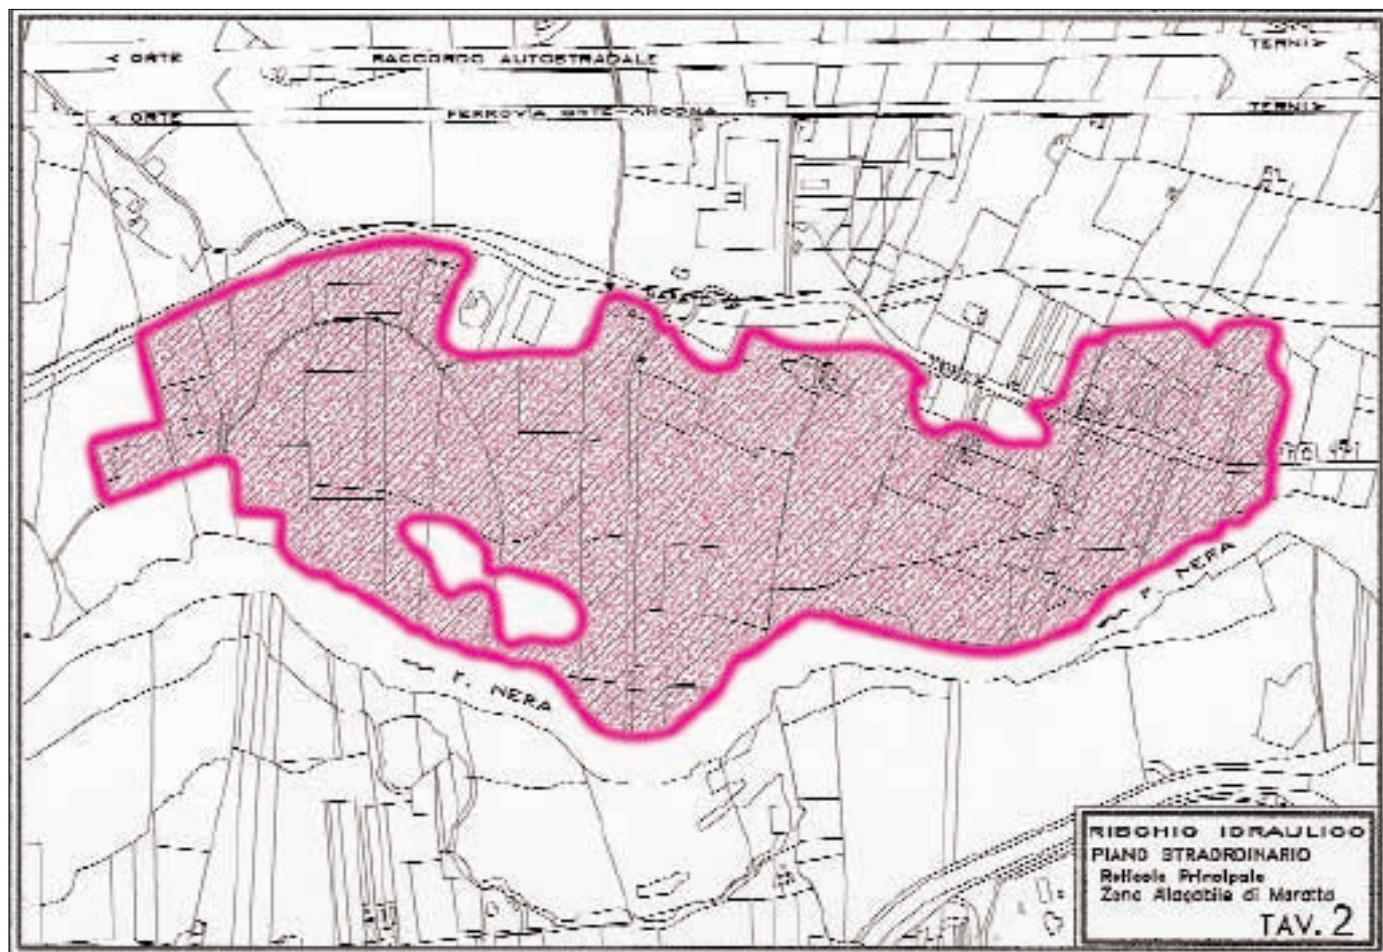 < ORTE RACCORDO AUTOSTRADALE TERNI >
< ORTE FERROVIA ORTE-ANCONA TERNI >
F. NERA
F. NERA
RISCHIO IDRAULICO
PIANO STRAORDINARIO
Reticolo Principale
Zona Allagabile di Maratta
TAV. 2